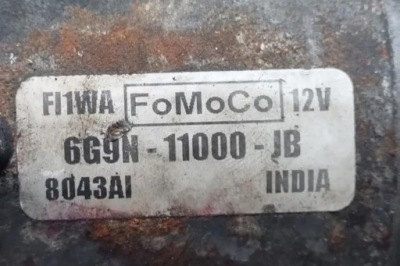 FI1WA FoMoCo 12V
6G9N - 11000 - JB
8043AI INDIA